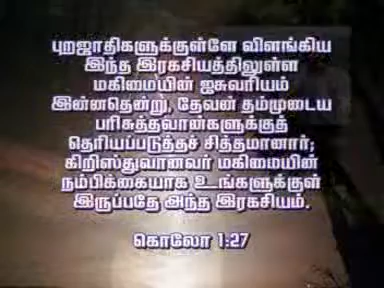 புறஜாதிகளுக்குள்ளே விளங்கிய
இந்த இரகசியத்திலுள்ள
மகிமையின் ஐசுவரியம்
இன்னதென்று, தேவன் தம்முடைய
பரிசுத்தவான்களுக்குத்
தெரியப்படுத்தச் சித்தமானார்;
கிறிஸ்துவானவர் மகிமையின்
நம்பிக்கையாக உங்களுக்குள்
இருப்பதே அந்த இரகசியம்.
கொலோ 1:27